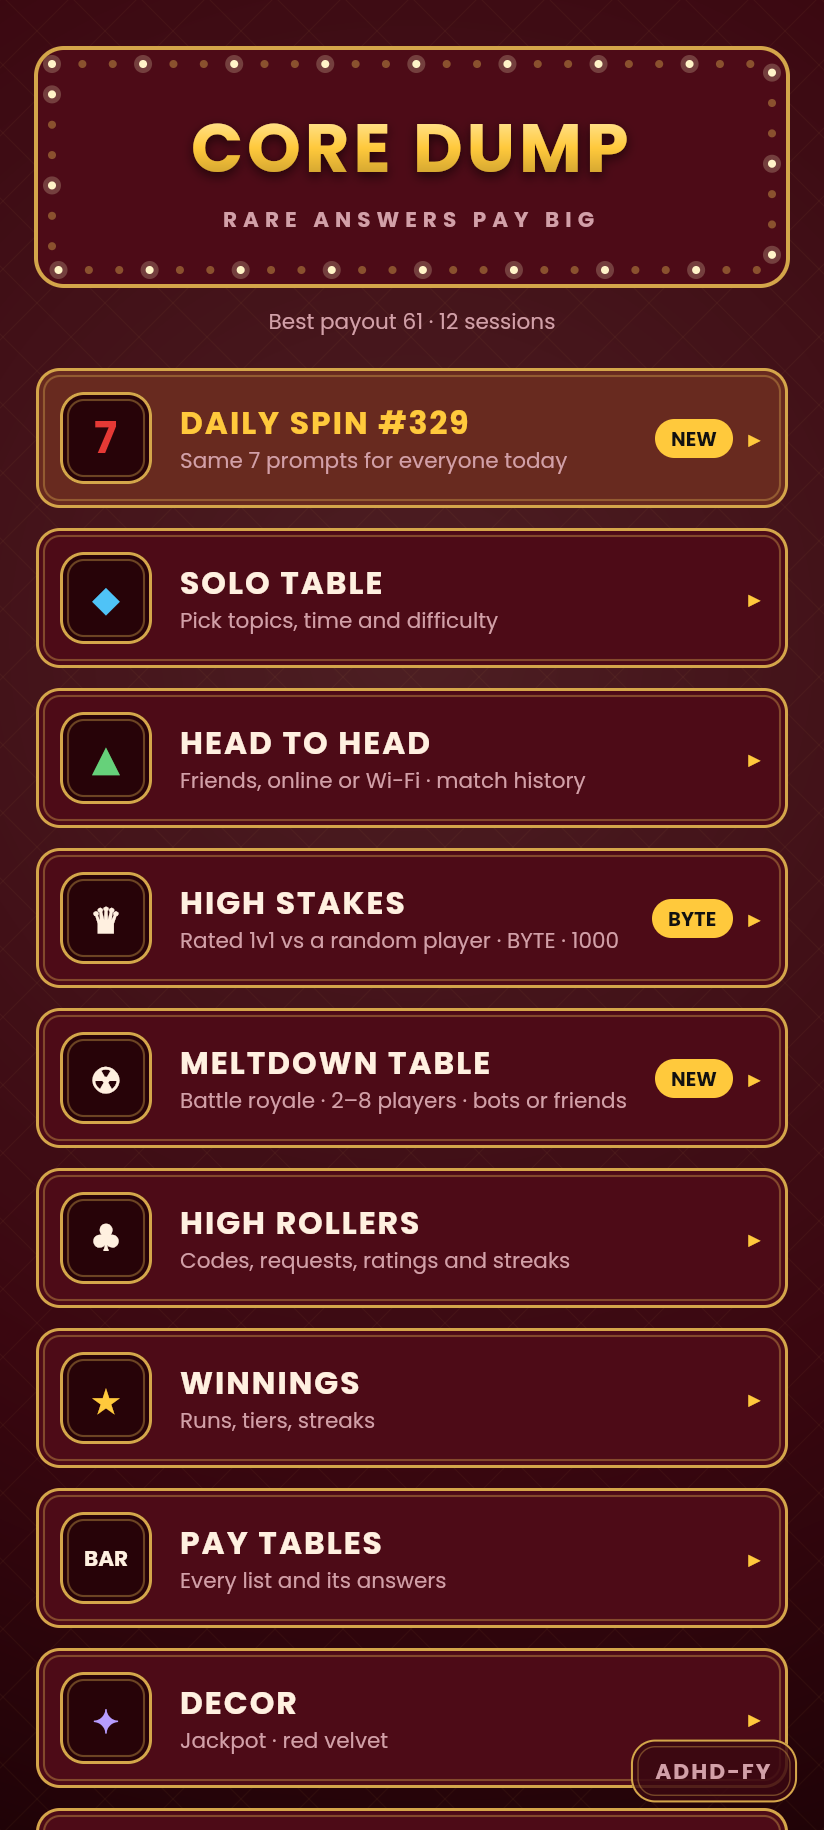 CORE DUMP
RARE ANSWERS PAY BIG
Best payout 61 · 12 sessions
7
DAILY SPIN #329
Same 7 prompts for everyone today
NEW
SOLO TABLE
Pick topics, time and difficulty
HEAD TO HEAD
Friends, online or Wi-Fi · match history
HIGH STAKES
Rated 1v1 vs a random player · BYTE · 1000
BYTE
MELTDOWN TABLE
Battle royale · 2–8 players · bots or friends
NEW
HIGH ROLLERS
Codes, requests, ratings and streaks
WINNINGS
Runs, tiers, streaks
BAR
PAY TABLES
Every list and its answers
DECOR
Jackpot · red velvet
ADHD-FY